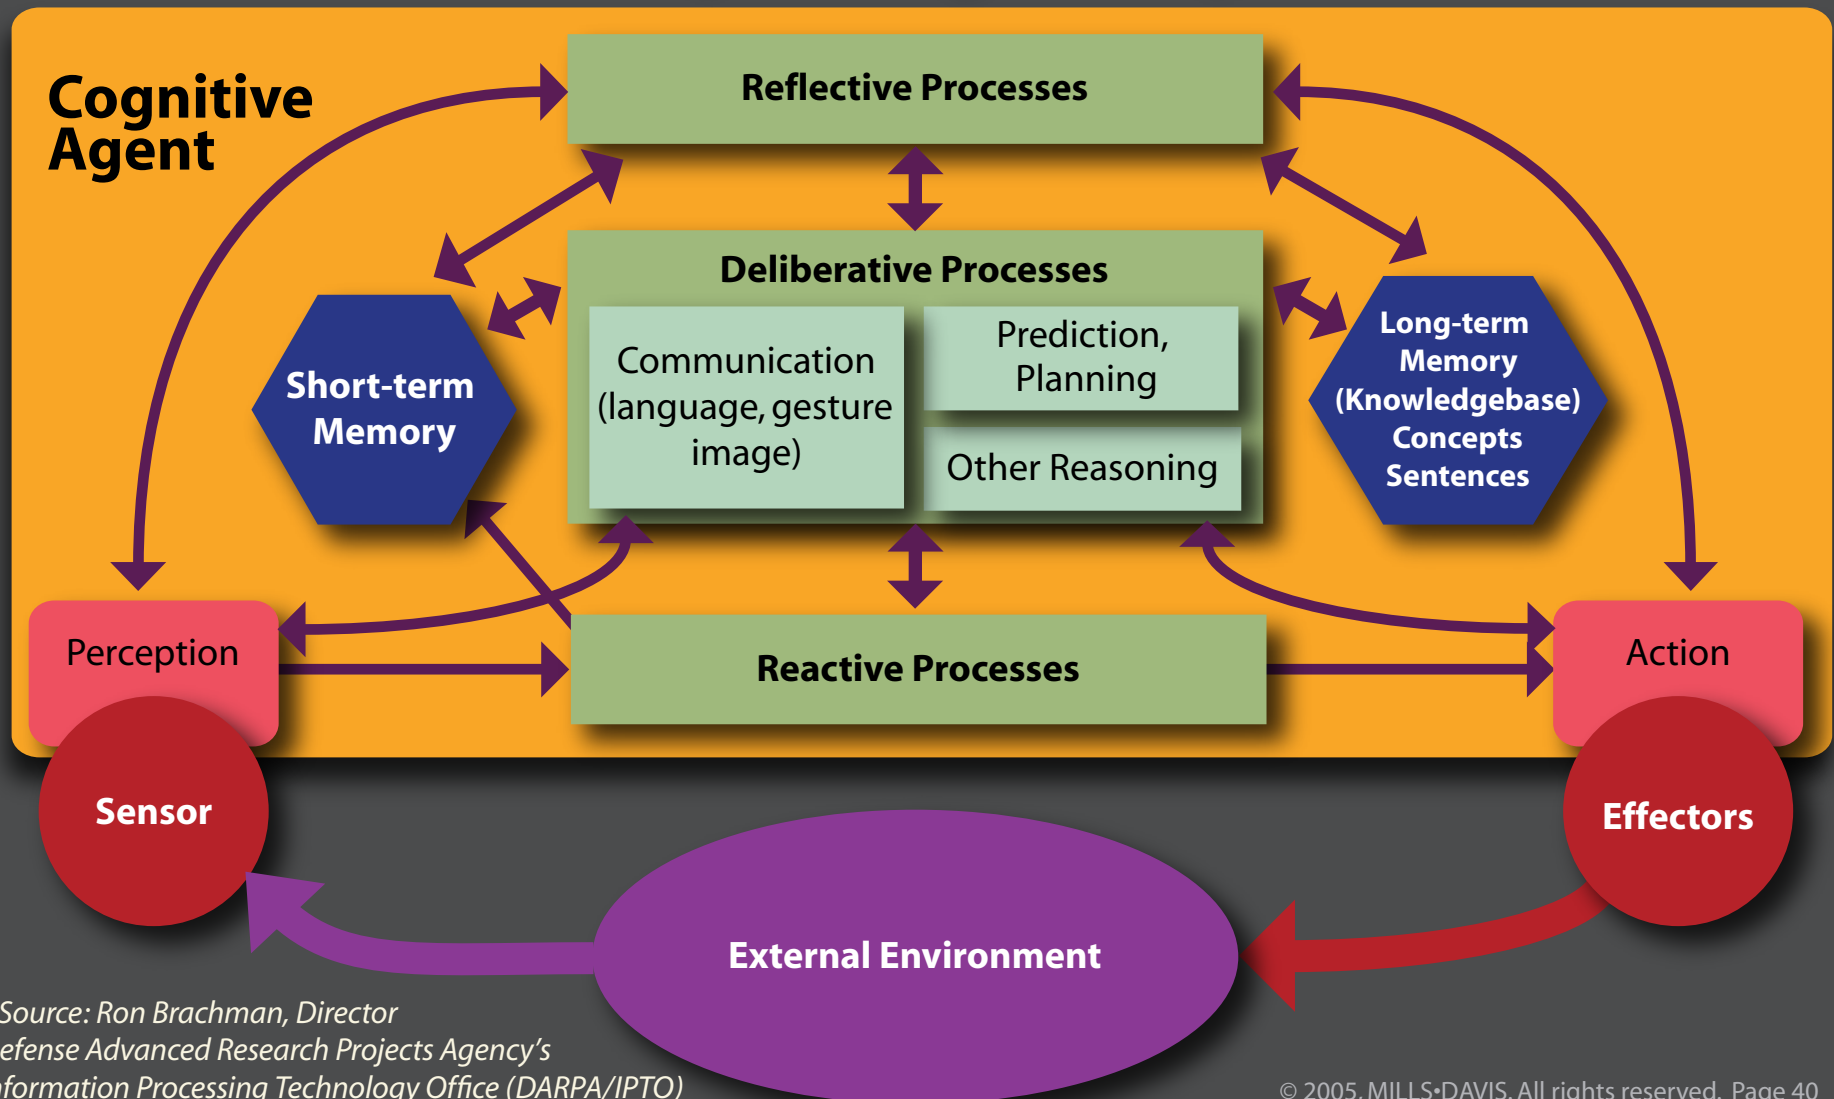 Cognitive
Agent
Reflective Processes
Deliberative Processes
Communication
(language, gesture
image)
Prediction,
Planning
Other Reasoning
Short-term
Memory
Long-term
Memory
(Knowledgebase)
Concepts
Sentences
Perception
Reactive Processes
Action
Sensor
Effectors
External Environment
Source: Ron Brachman, Director
efense Advanced Research Projects Agency's
nformation Processing Technology Office (DARPA/IPTO)
© 2005, MILLS•DAVIS. All rights reserved. Page 40